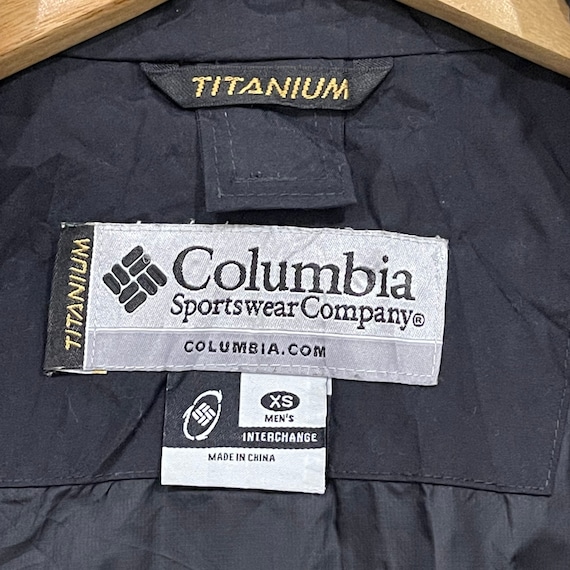 TITANIUM
TITANIUM
Columbia
Sportswear Company®
COLUMBIA.COM
XS
MEN'S
INTERCHANGE
MADE IN CHINA